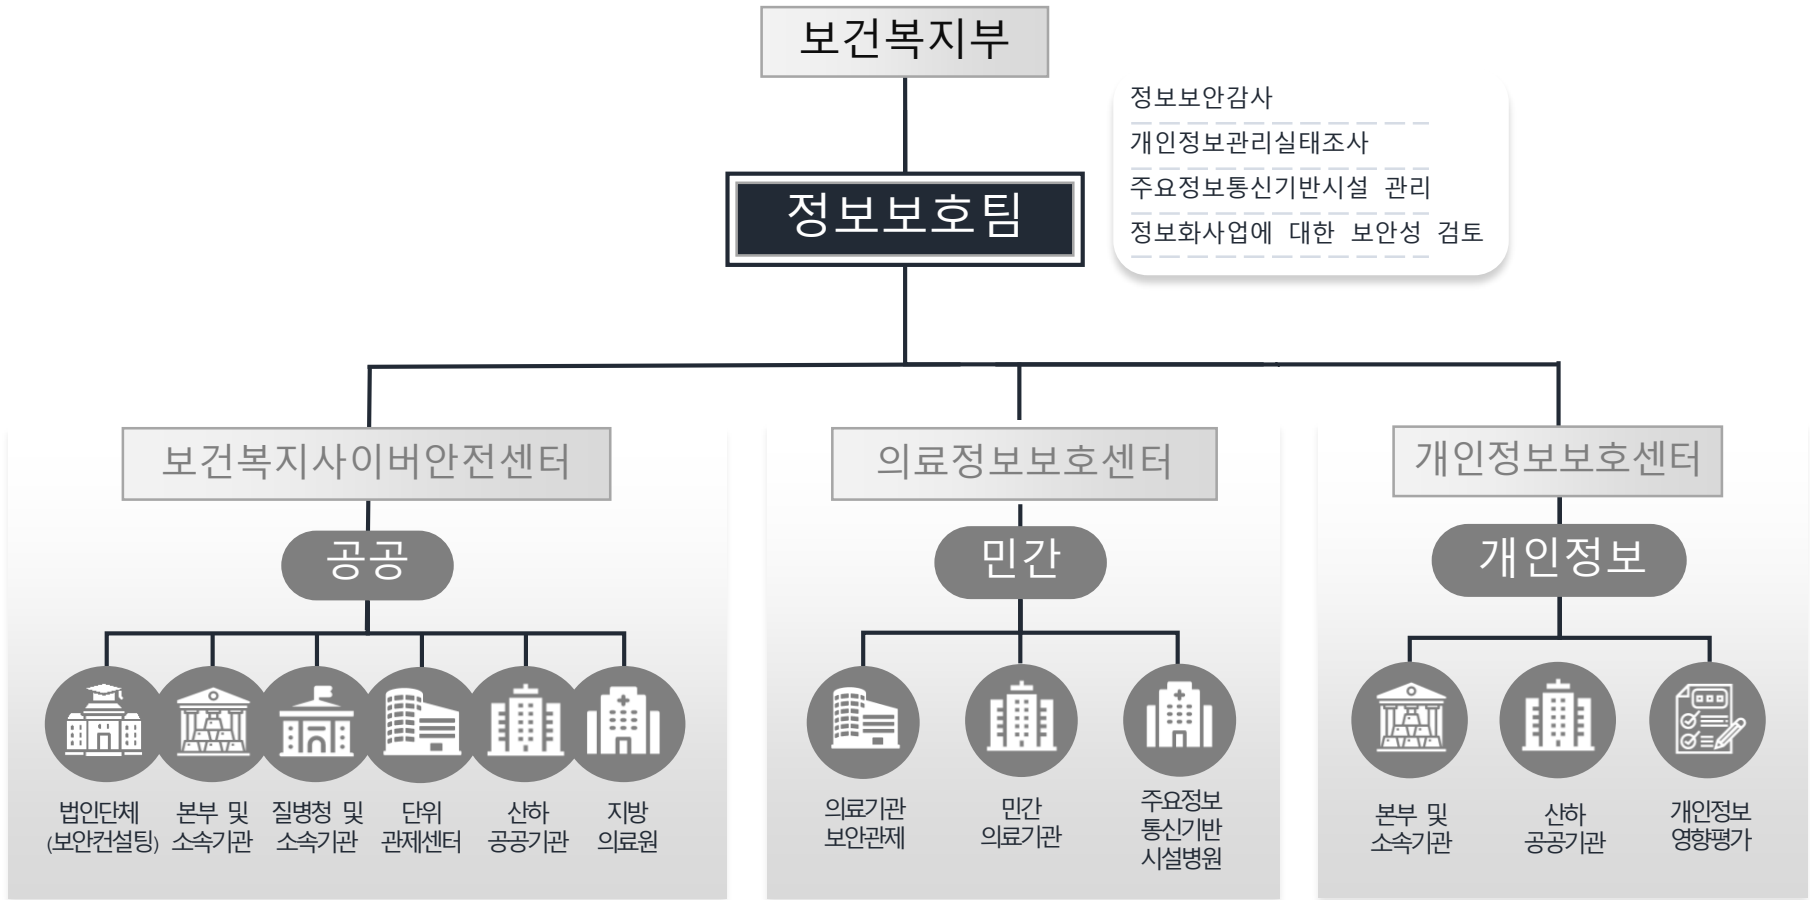 보건복지부
정보보안감사
개인정보관리실태조사
주요정보통신기반시설 관리
정보화사업에 대한 보안성 검토
정보보호팀
보건복지사이버안전센터
공공
법인단체
(보안컨설팅)
본부 및
소속기관
질병청 및
소속기관
단위
관제센터
산하
공공기관
지방
의료원
의료정보보호센터
민간
의료기관
보안관제
민간
의료기관
주요정보
통신기반
시설병원
개인정보보호센터
개인정보
본부 및
소속기관
산하
공공기관
개인정보
영향평가